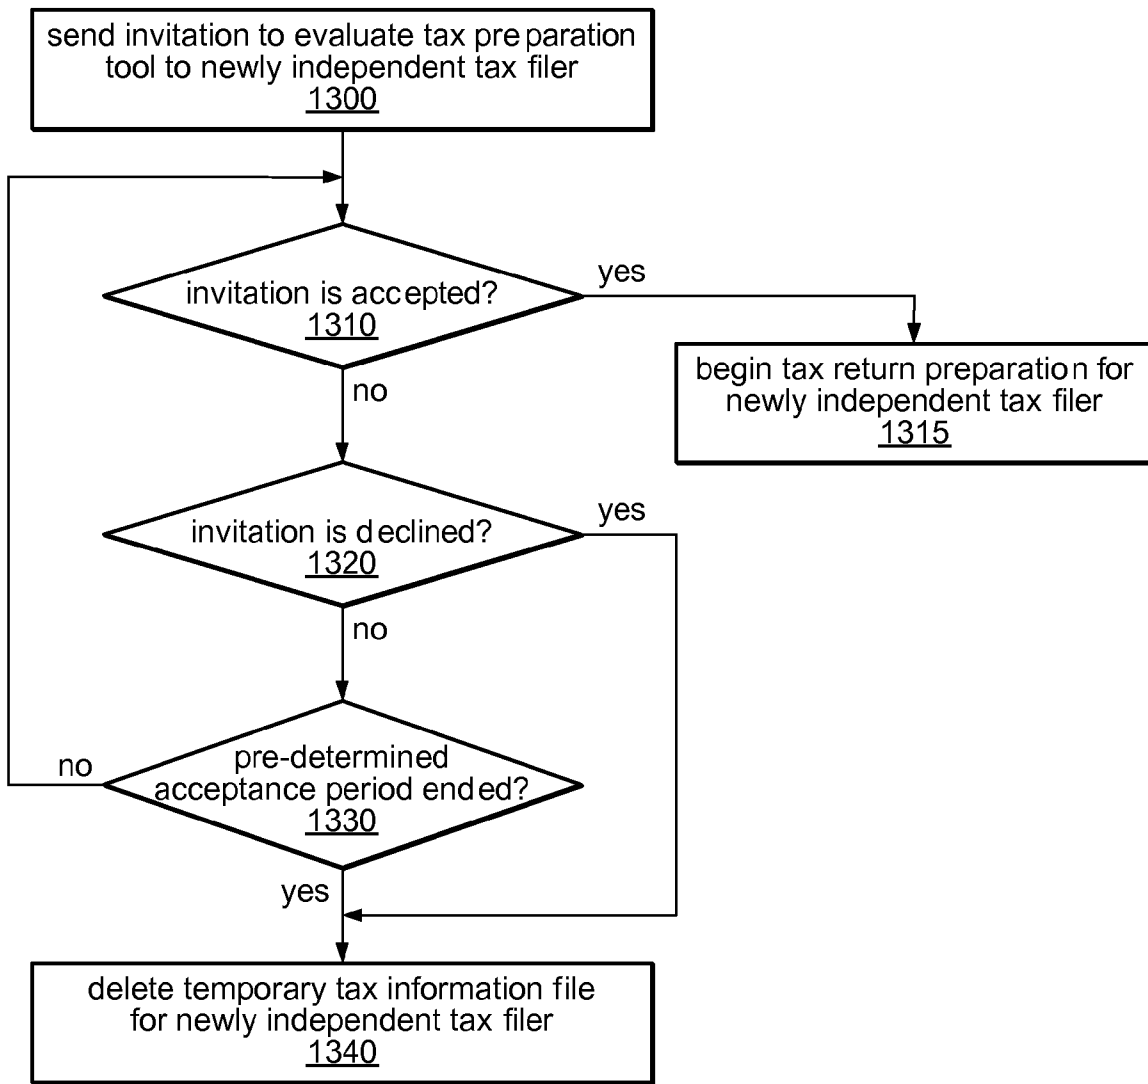 send invitation to evaluate tax preparation
tool to newly independent tax filer
1300
invitation is accepted?
1310
yes
no
begin tax return preparation for
newly independent tax filer
1315
invitation is declined?
1320
yes
no
pre-determined
acceptance period ended?
1330
no
yes
delete temporary tax information file
for newly independent tax filer
1340